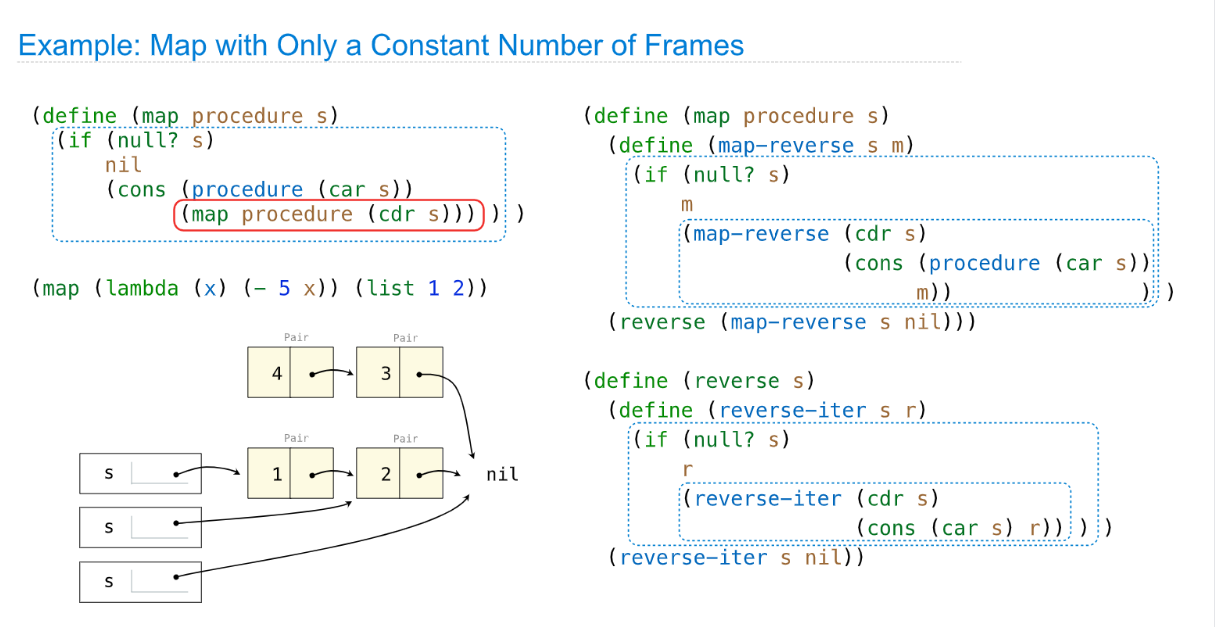 Example: Map with Only a Constant Number of Frames
(define (map procedure s)
(if (null? s)
nil
(cons (procedure (car s))
(map procedure (cdr s))) ) )
(map (lambda (x) (- 5 x)) (list 1 2))
Pair Pair
4 3
Pair Pair
s 1 2 nil
s
s
(define (map procedure s)
(define (map-reverse s m)
(if (null? s)
m
(map-reverse (cdr s)
(cons (procedure (car s))
m)) ) )
(reverse (map-reverse s nil)))
(define (reverse s)
(define (reverse-iter s r)
(if (null? s)
r
(reverse-iter (cdr s)
(cons (car s) r)) ) )
(reverse-iter s nil))